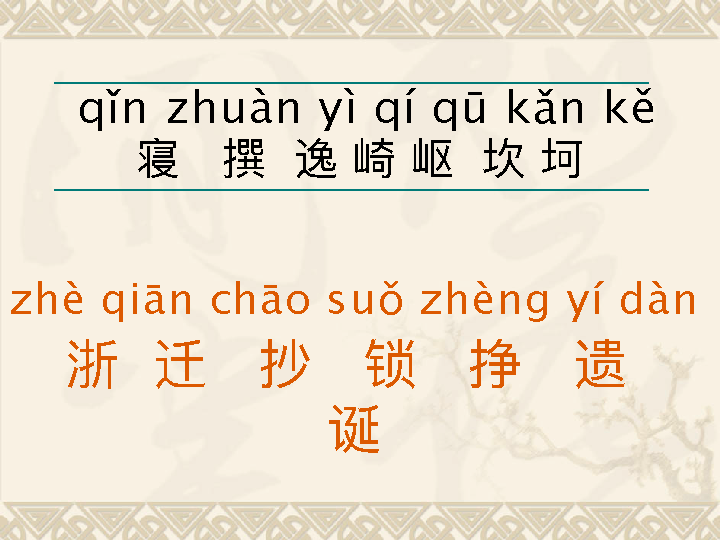 qǐn zhuàn yì qí qū kǎn kě
寝 撰 逸 崎 岖 坎 坷
zhè qiān chāo suǒ zhèng yí dàn
浙 迁 抄 锁 挣 遗
诞